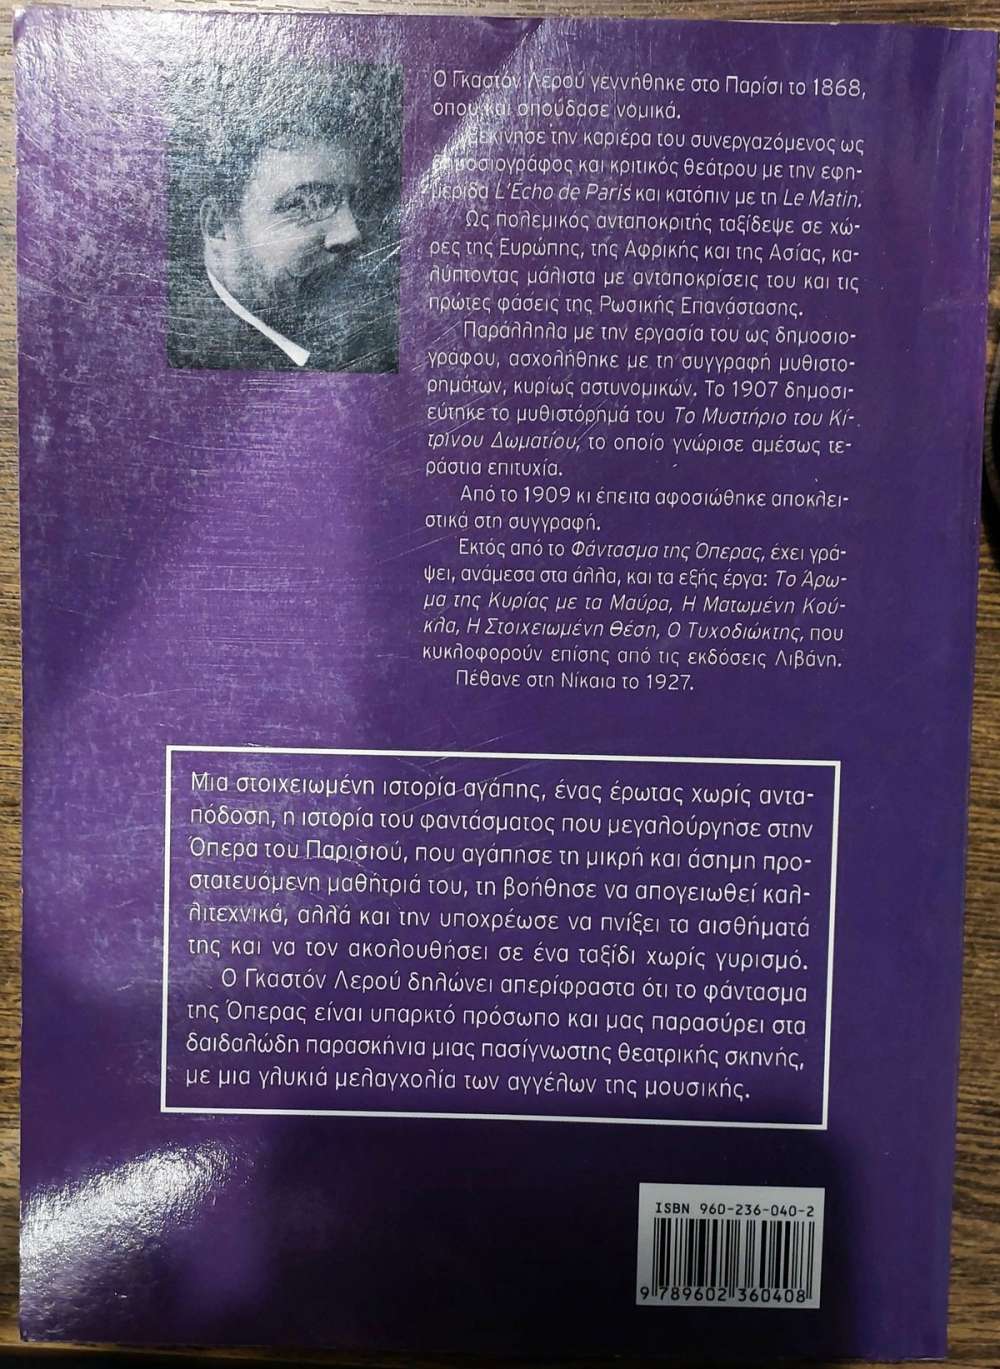 Ο Γκαστόν Λερού γεννήθηκε στο Παρίσι το 1868,
όπου και σπούδασε νομικά.
Ξεκίνησε την καριέρα του συνεργαζόμενος ως
δημοσιογράφος και κριτικός θεάτρου με την εφη-
μερίδα L'Echo de Paris και κατόπιν με τη Le Matin.
Ως πολεμικός ανταποκριτής ταξίδεψε σε χώ-
ρες της Ευρώπης, της Αφρικής και της Ασίας, κα-
λύπτοντας μάλιστα με ανταποκρίσεις του και τις
πρώτες φάσεις της Ρωσικής Επανάστασης.
Παράλληλα με την εργασία του ως δημοσιο-
γράφου, ασχολήθηκε με τη συγγραφή μυθιστο-
ρημάτων, κυρίως αστυνομικών. Το 1907 δημοσι-
εύτηκε το μυθιστόρημά του Το Μυστήριο του Κί-
τρινου Δωματίου, το οποίο γνώρισε αμέσως τε-
ράστια επιτυχία.
Από το 1909 κι έπειτα αφοσιώθηκε αποκλει-
στικά στη συγγραφή.
Εκτός από το Φάντασμα της Όπερας, έχει γρά-
ψει, ανάμεσα στα άλλα, και τα εξής έργα: Το Άρω-
μα της Κυρίας με τα Μαύρα, Η Ματωμένη Κού-
κλα, Η Στοιχειωμένη Θέση, Ο Τυχοδιώκτης, που
κυκλοφορούν επίσης από τις εκδόσεις Λιβάνη.
Πέθανε στη Νίκαια το 1927.
Μια στοιχειωμένη ιστορία αγάπης, ένας έρωτας χωρίς αντα-
πόδοση, η ιστορία του φαντάσματος που μεγαλούργησε στην
Όπερα του Παρισιού, που αγάπησε τη μικρή και άσημη προ-
στατευόμενη μαθήτριά του, τη βοήθησε να απογειωθεί καλ-
λιτεχνικά, αλλά και την υποχρέωσε να πνίξει τα αισθήματά
της και να τον ακολουθήσει σε ένα ταξίδι χωρίς γυρισμό.
Ο Γκαστόν Λερού δηλώνει απερίφραστα ότι το φάντασμα
της Όπερας είναι υπαρκτό πρόσωπο και μας παρασύρει στα
δαιδαλώδη παρασκήνια μιας πασίγνωστης θεατρικής σκηνής,
με μια γλυκιά μελαγχολία των αγγέλων της μουσικής.
ISBN 960-236-040-2
9 789602 360408